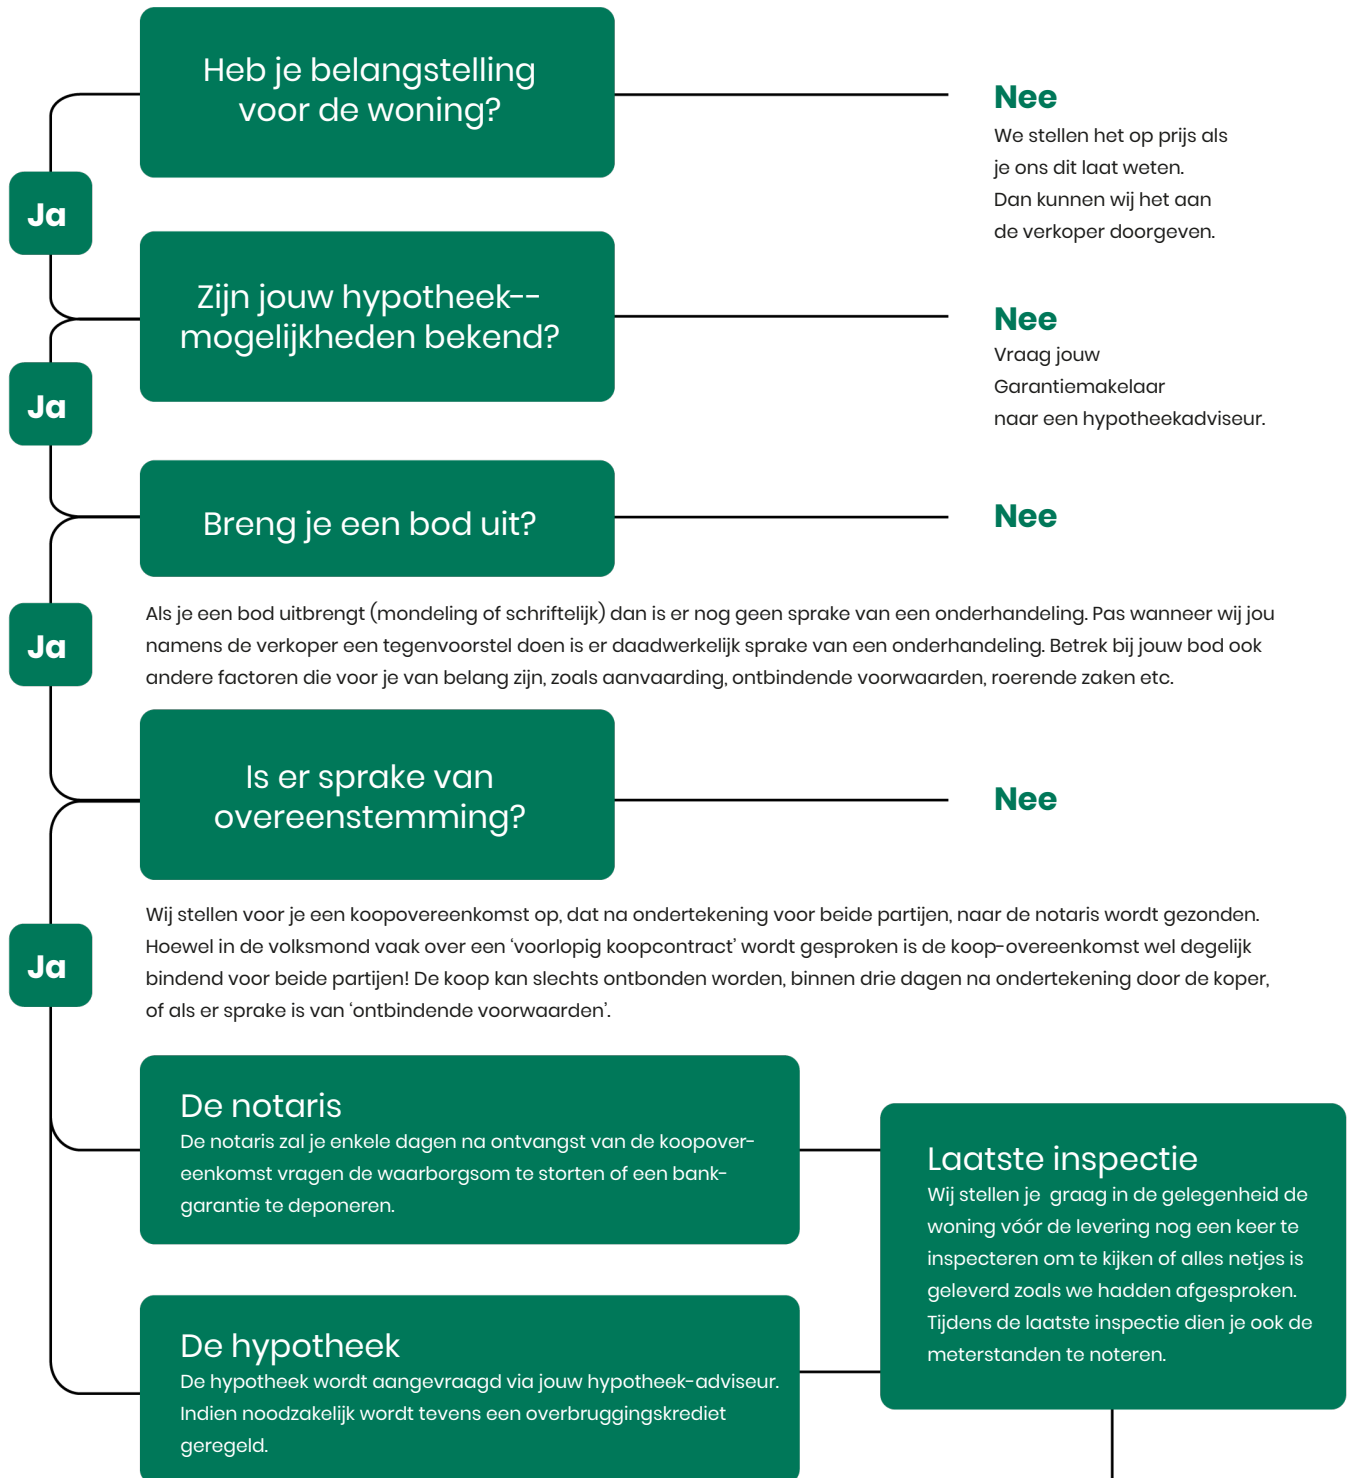 Heb je belangstelling
voor de woning?
Nee
We stellen het op prijs als
je ons dit laat weten.
Dan kunnen wij het aan
de verkoper doorgeven.
Ja
Zijn jouw hypotheek--
mogelijkheden bekend?
Nee
Vraag jouw
Garantiemakelaar
naar een hypotheekadviseur.
Ja
Breng je een bod uit?
Nee
Ja
Als je een bod uitbrengt (mondeling of schriftelijk) dan is er nog geen sprake van een onderhandeling. Pas wanneer wij jou
namens de verkoper een tegenvoorstel doen is er daadwerkelijk sprake van een onderhandeling. Betrek bij jouw bod ook
andere factoren die voor je van belang zijn, zoals aanvaarding, ontbindende voorwaarden, roerende zaken etc.
Is er sprake van
overeenstemming?
Nee
Ja
Wij stellen voor je een koopovereenkomst op, dat na ondertekening voor beide partijen, naar de notaris wordt gezonden.
Hoewel in de volksmond vaak over een ‘voorlopig koopcontract’ wordt gesproken is de koop-overeenkomst wel degelijk
bindend voor beide partijen! De koop kan slechts ontbonden worden, binnen drie dagen na ondertekening door de koper,
of als er sprake is van ‘ontbindende voorwaarden’.
De notaris
De notaris zal je enkele dagen na ontvangst van de koopover-
eenkomst vragen de waarborgsom te storten of een bank-
garantie te deponeren.
Laatste inspectie
Wij stellen je graag in de gelegenheid de
woning vóór de levering nog een keer te
inspecteren om te kijken of alles netjes is
geleverd zoals we hadden afgesproken.
Tijdens de laatste inspectie dien je ook de
meterstanden te noteren.
De hypotheek
De hypotheek wordt aangevraagd via jouw hypotheek-adviseur.
Indien noodzakelijk wordt tevens een overbruggingskrediet
geregeld.